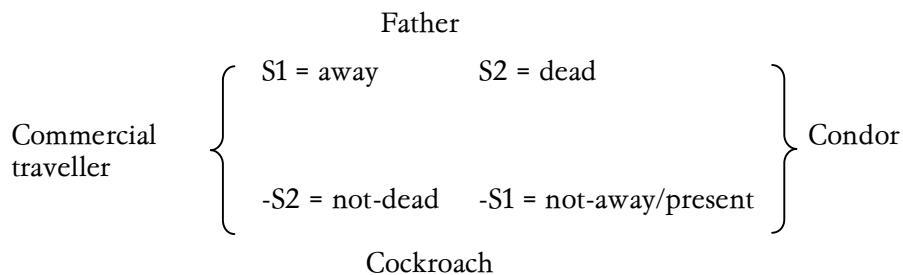 Father
S1 = away S2 = dead
Commercial
traveller
Condor
-S2 = not-dead -S1 = not-away/present
Cockroach